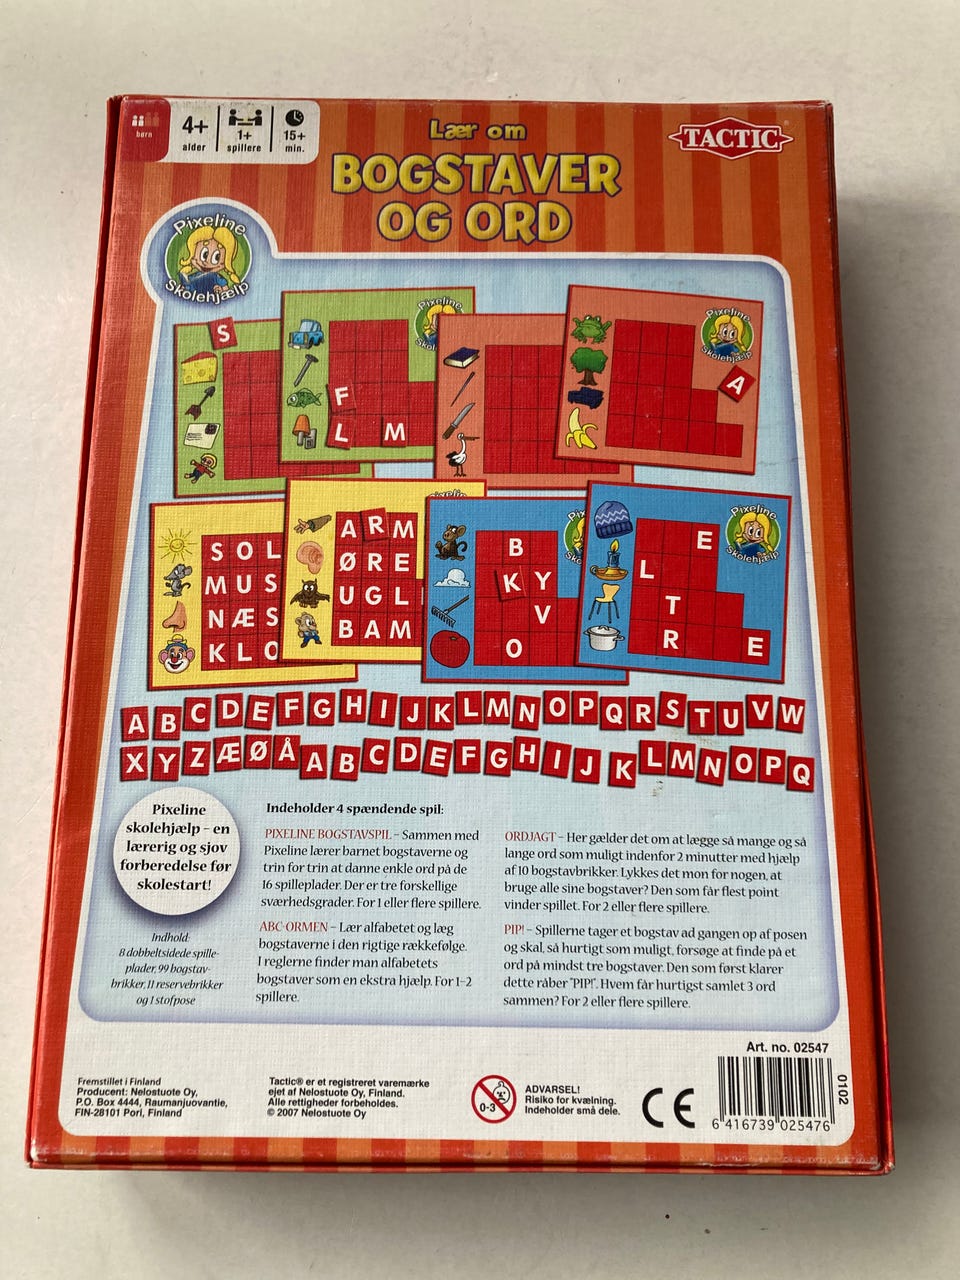 børn
4+
alder
1+
spillere
15+
min.
Lær om
BOGSTAVER
OG ORD
TACTIC
Pixeline
Skolehjælp
S
F
L M
Pixeline
Pixeline
Skolehjælp
A
SOL
MUS
NÆS
KLO
ARM
ØRE
UGL
BAM
B
KY
V
O
E
L
T
R E
Pixeline
Skolehjælp
ABCDEFGHIJKLMNOPQRSTUVW
XYZÆØÅABCDEFGHIJKLMNOPQ
Pixeline
skolehjælp – en
lærerig og sjov
forberedelse før
skolestart!
Indhold:
8 dobbeltsidede spille-
plader, 99 bogstav-
brikker, 11 reservebrikker
og 1 stofpose
Indeholder 4 spændende spil:
PIXELINE BOGSTAVSPIL – Sammen med
Pixeline lærer barnet bogstaverne og
trin for trin at danne enkle ord på de
16 spilleplader. Der er tre forskellige
sværhedsgrader. For 1 eller flere spillere.
ABC-ORMEN – Lær alfabetet og læg
bogstaverne i den rigtige rækkefølge.
I reglerne finder man alfabetets
bogstaver som en ekstra hjælp. For 1-2
spillere.
ORDJAGT – Her gælder det om at lægge så mange og så
lange ord som muligt indenfor 2 minutter med hjælp
af 10 bogstavbrikker. Lykkes det mon for nogen, at
bruge alle sine bogstaver? Den som får flest point
vinder spillet. For 2 eller flere spillere.
PIP! – Spillerne tager et bogstav ad gangen op af posen
og skal, så hurtigt som muligt, forsøge at finde på et
ord på mindst tre bogstaver. Den som først klarer
dette råber "PIP!". Hvem får hurtigst samlet 3 ord
sammen? For 2 eller flere spillere.
Fremstillet i Finland
Producent: Nelostuote Oy,
P.O. Box 4444, Raumanjuovantie,
FIN-28101 Pori, Finland
Tactic® er et registreret varemærke
ejet af Nelostuote Oy, Finland.
Alle rettigheder forbeholdes.
© 2007 Nelostuote Oy
0-3
ADVARSEL!
Risiko for kvælning.
Indeholder små dele.
CE
Art. no. 02547
6 416739 025476
0102